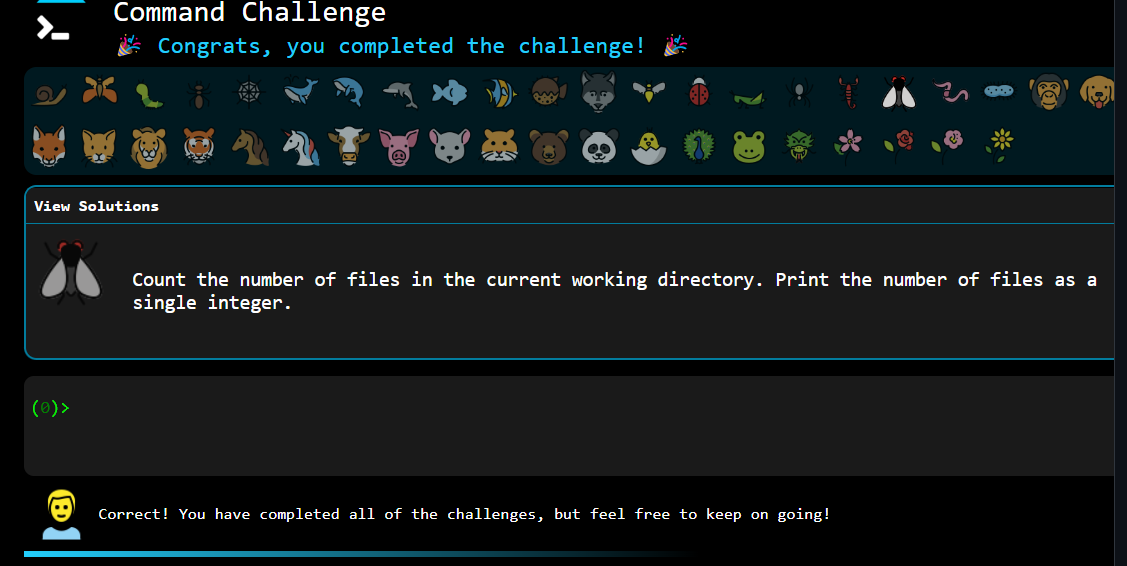 Command Challenge
🎉 Congrats, you completed the challenge! 🎉
View Solutions
Count the number of files in the current working directory. Print the number of files as a
single integer.
(0)>
Correct! You have completed all of the challenges, but feel free to keep on going!